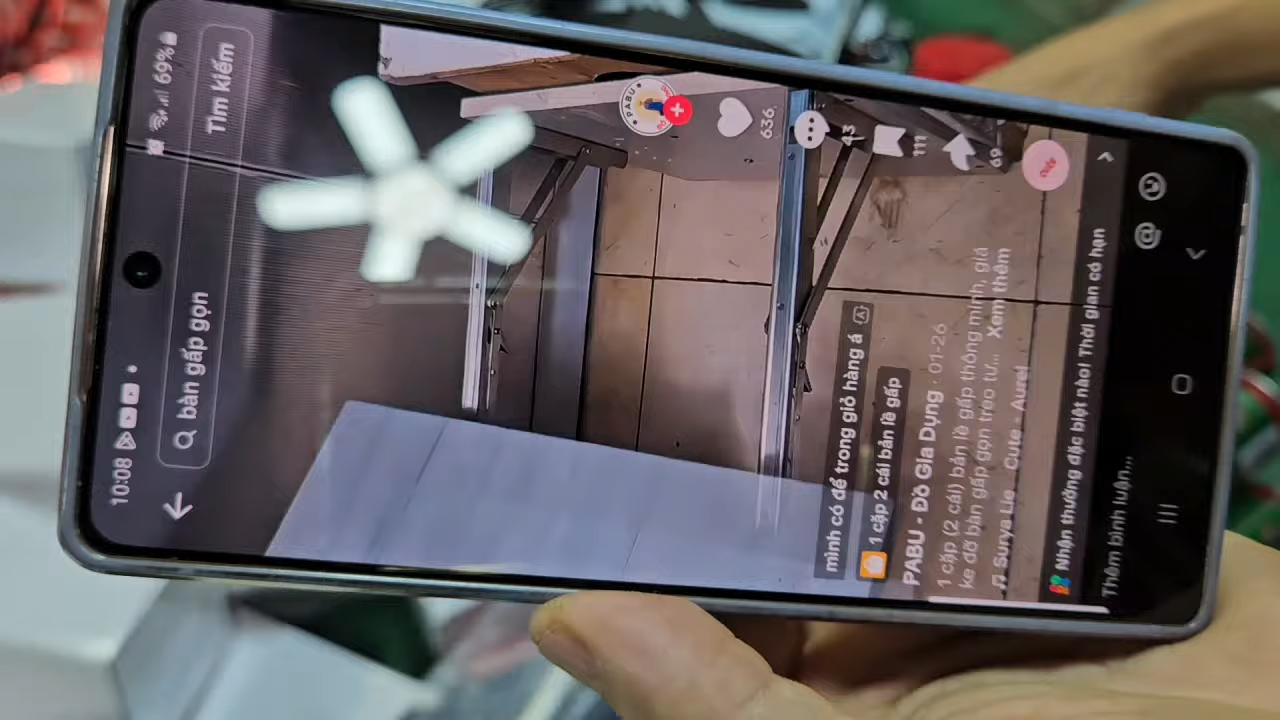 10:08
69%
bàn gấp gọn
Tìm kiếm
PABU
636
43
111
69
mình có để trong giỏ hàng á
1 cặp 2 cái bản lề gấp
PABU - Đồ Gia Dụng · 01-26
1 cặp (2 cái) bản lề gấp thông minh, giá
ke đỡ bàn gấp gọn treo tư... Xem thêm
Surya Lie Cute - Aurel
Nhận thưởng đặc biệt nào! Thời gian có hạn
Thêm bình luận...
@